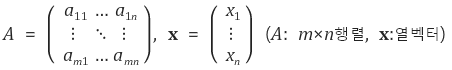 A = ( a₁₁ … a₁ₙ ⋮ ⋱ ⋮ aₘ₁ … aₘₙ ), x = ( x₁ ⋮ xₙ ) (A: m×n행렬, x:열벡터)